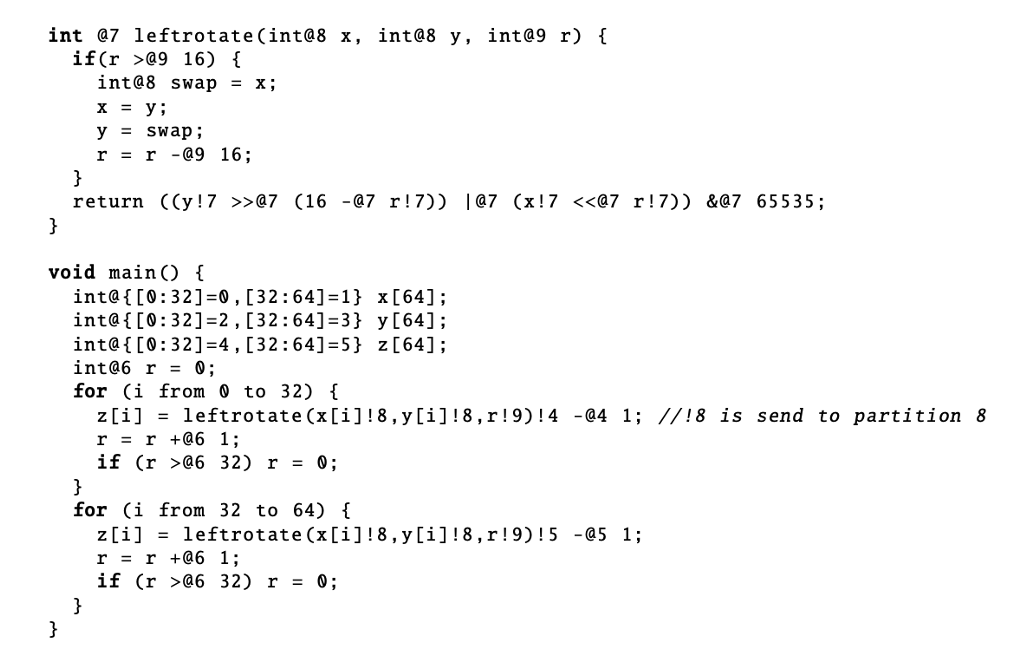 int @7 leftrotate(int@8 x, int@8 y, int@9 r) {
  if(r >@9 16) {
    int@8 swap = x;
    x = y;
    y = swap;
    r = r -@9 16;
  }
  return ((y!7 >>@7 (16 -@7 r!7)) |@7 (x!7 <<@7 r!7)) &@7 65535;
}

void main() {
  int@{[0:32]=0,[32:64]=1} x[64];
  int@{[0:32]=2,[32:64]=3} y[64];
  int@{[0:32]=4,[32:64]=5} z[64];
  int@6 r = 0;
  for (i from 0 to 32) {
    z[i] = leftrotate(x[i]!8,y[i]!8,r!9)!4 -@4 1; //!8 is send to partition 8
    r = r +@6 1;
    if (r >@6 32) r = 0;
  }
  for (i from 32 to 64) {
    z[i] = leftrotate(x[i]!8,y[i]!8,r!9)!5 -@5 1;
    r = r +@6 1;
    if (r >@6 32) r = 0;
  }
}